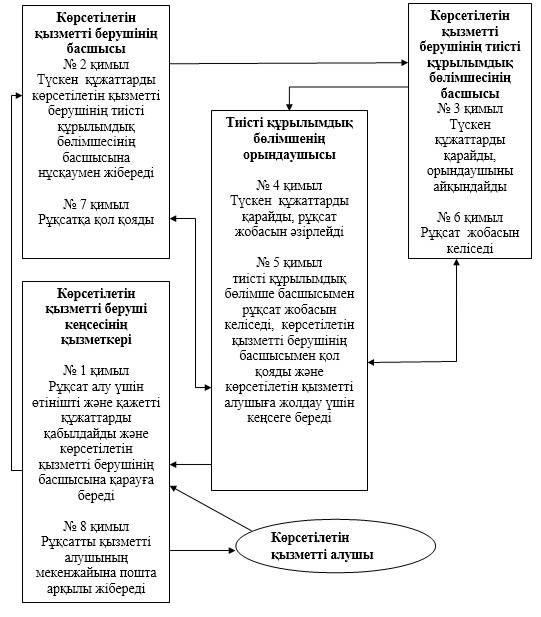 Көрсетілетін
қызметті берушінің
басшысы
№ 2 қимыл
Түскен құжаттарды
көрсетілетін қызметті
берушінің тиісті
құрылымдық
бөлімшесінің
басшысына
нұсқаумен жібереді
№ 7 қимыл
Рұқсатқа қол қояды
Көрсетілетін
қызметті
берушінің тиісті
құрылымдық
бөлімшесінің
басшысы
№ 3 қимыл
Түскен
құжаттарды
қарайды,
орындаушыны
айқындайды
№ 6 қимыл
Рұқсат жобасын
келіседі
Тиісті құрылымдық
бөлімшенің
орындаушысы
№ 4 қимыл
Түскен құжаттарды
қарайды, рұқсат
жобасын әзірлейді
№ 5 қимыл
тиісті құрылымдық
бөлімше басшысымен
рұқсат жобасын
келіседі, көрсетілетін
қызметті берушінің
басшысымен қол
қояды және
көрсетілетін қызметті
алушыға жолдау үшін
кеңсеге береді
Көрсетілетін
қызметті беруші
кеңсесінің
қызметкері
№ 1 қимыл
Рұқсат алу үшін
өтінішті және қажетті
құжаттарды
қабылдайды және
көрсетілетін
қызметті берушінің
басшысына қарауға
береді
№ 8 қимыл
Рұқсатты қызметті
алушының
мекенжайына пошта
арқылы жібереді
Көрсетілетін
қызметті алушы